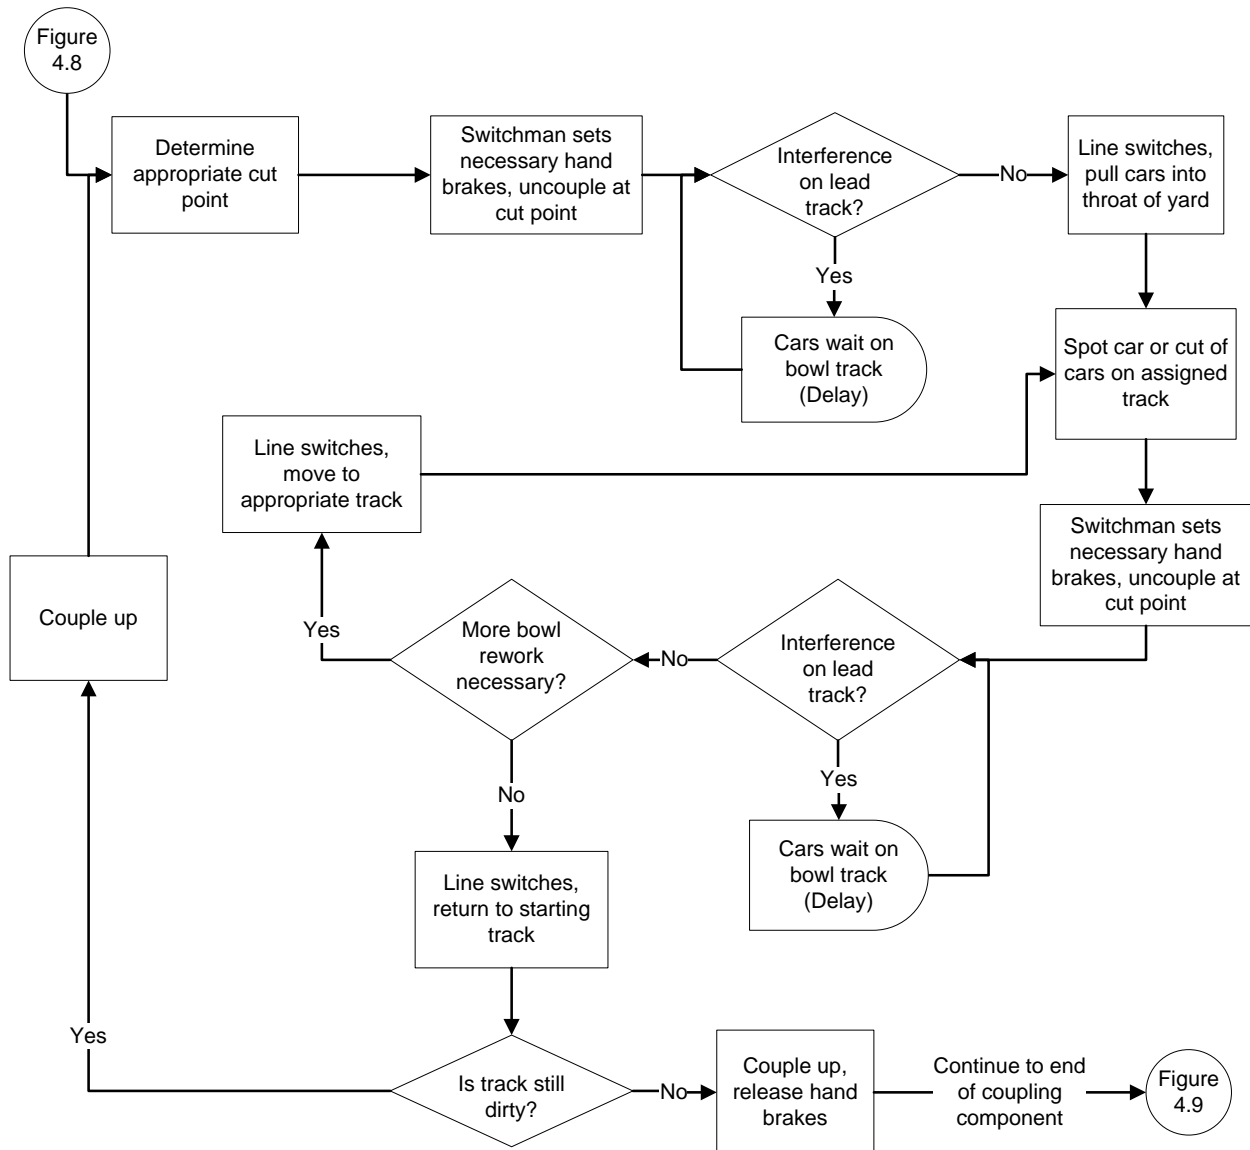 Figure
4.8
Determine
appropriate cut
point
Switchman sets
necessary hand
brakes, uncouple at
cut point
Interference
on lead
track?
No
Line switches,
pull cars into
throat of yard
Yes
Cars wait on
bowl track
(Delay)
Spot car or cut of
cars on assigned
track
Line switches,
move to
appropriate track
Switchman sets
necessary hand
brakes, uncouple at
cut point
Couple up
Yes
More bowl
rework
necessary?
No
Interference
on lead
track?
Yes
No
Cars wait on
bowl track
(Delay)
Line switches,
return to starting
track
Yes
Is track still
dirty?
No
Couple up,
release hand
brakes
Continue to end
of coupling
component
Figure
4.9